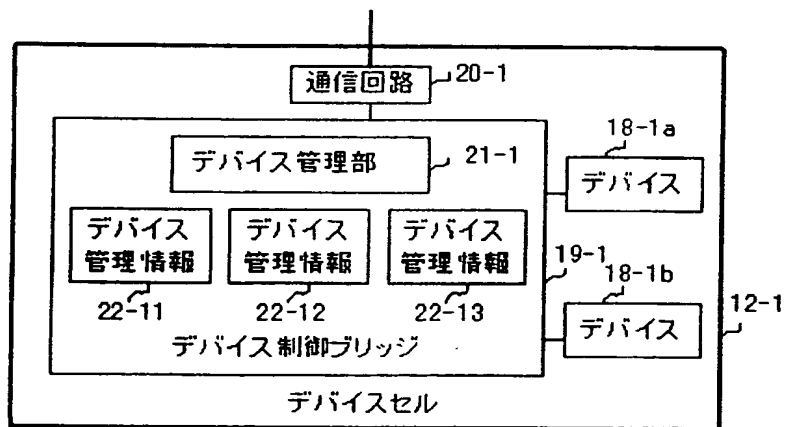 通信回路
20-1
デバイス管理部
21-1
18-1a
デバイス
デバイス
管理情報
デバイス
管理情報
デバイス
管理情報
22-11
22-12
22-13
19-1
18-1b
デバイス
12-1
デバイス制御ブリッジ
デバイスセル